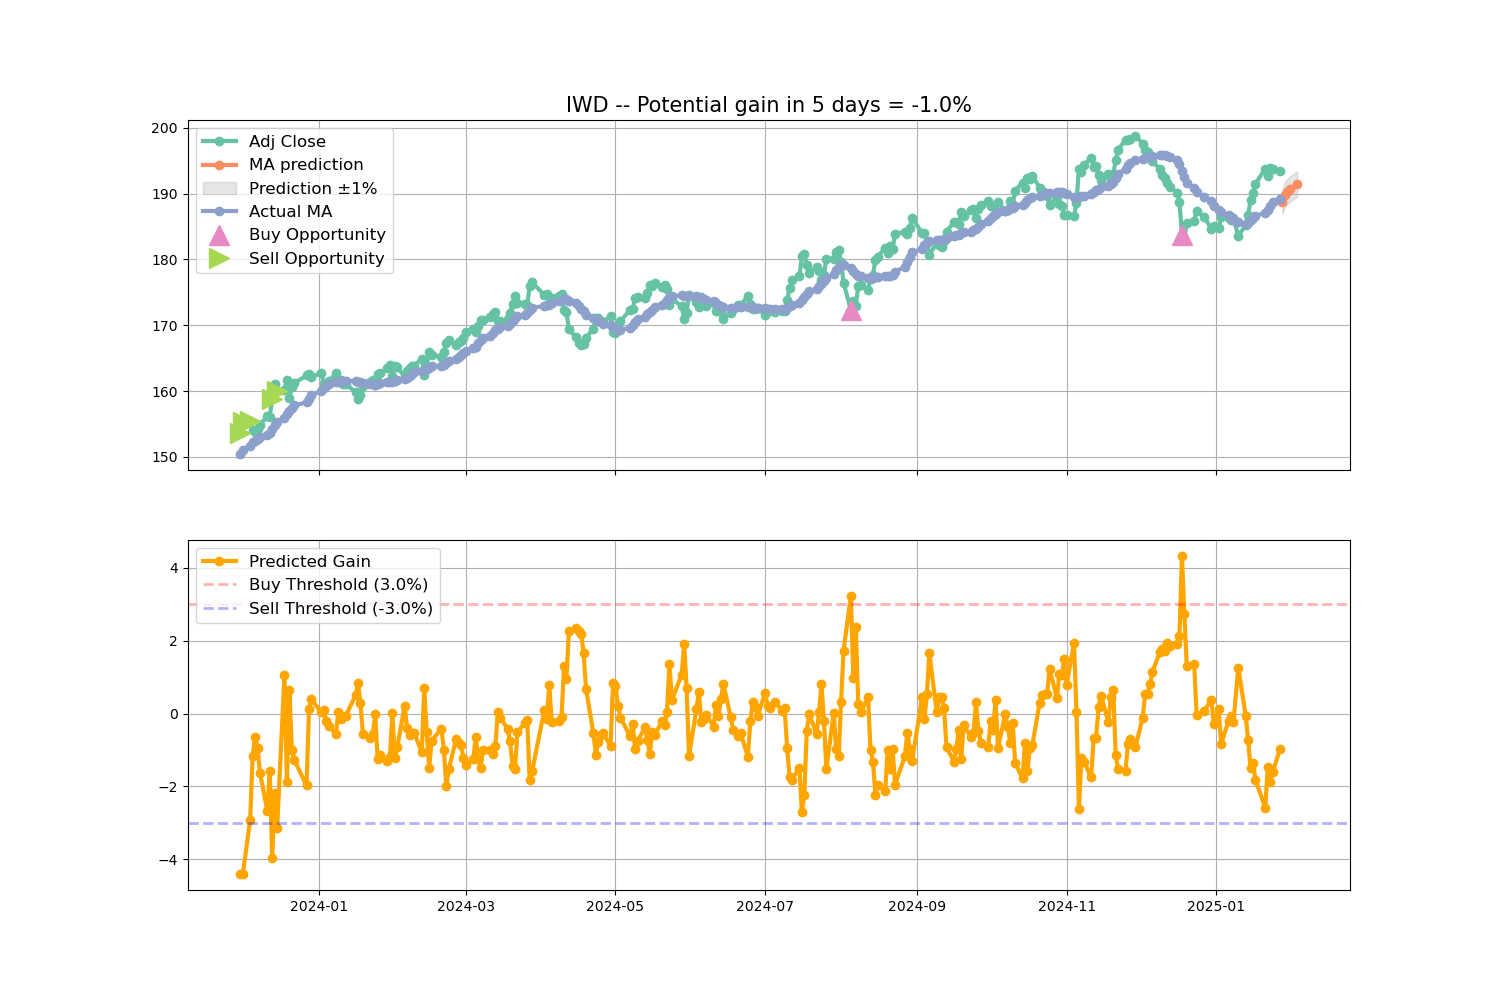 IWD -- Potential gain in 5 days = -1.0%
200
190
180
170
160
150
Adj Close
MA prediction
Prediction ±1%
Actual MA
Buy Opportunity
Sell Opportunity
4
2
0
−2
−4
Predicted Gain
Buy Threshold (3.0%)
Sell Threshold (-3.0%)
2024-01
2024-03
2024-05
2024-07
2024-09
2024-11
2025-01